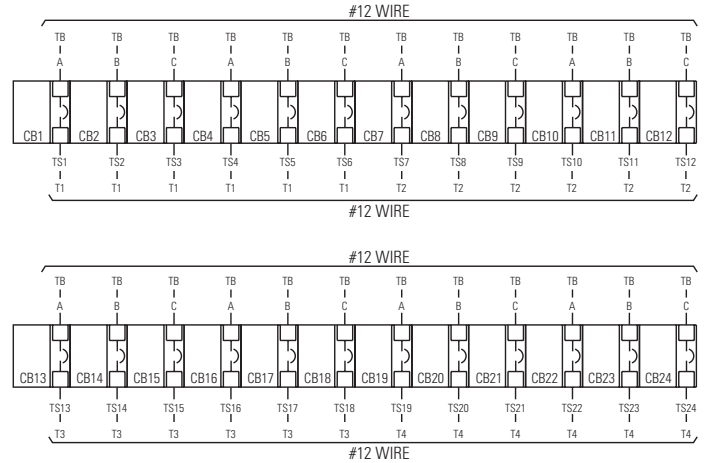 #12 WIRE
TB TB TB TB TB TB TB TB TB TB TB TB
A B C A B C A B C A B C
CB1 CB2 CB3 CB4 CB5 CB6 CB7 CB8 CB9 CB10 CB11 CB12
TS1 TS2 TS3 TS4 TS5 TS6 TS7 TS8 TS9 TS10 TS11 TS12
T1 T1 T1 T1 T1 T1 T2 T2 T2 T2 T2 T2
#12 WIRE
#12 WIRE
TB TB TB TB TB TB TB TB TB TB TB TB
A B C A B C A B C A B C
CB13 CB14 CB15 CB16 CB17 CB18 CB19 CB20 CB21 CB22 CB23 CB24
TS13 TS14 TS15 TS16 TS17 TS18 TS19 TS20 TS21 TS22 TS23 TS24
T3 T3 T3 T3 T3 T3 T4 T4 T4 T4 T4 T4
#12 WIRE